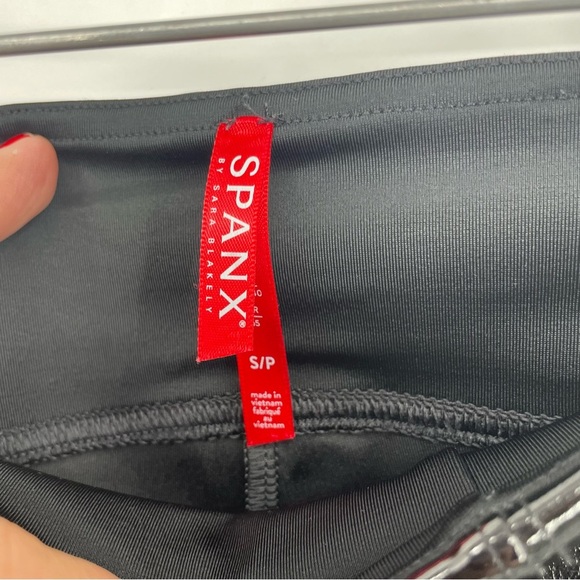 SPANX®
BY SARA BLAKELY
S/P
made in
vietnam
fabriqué
au
vietnam